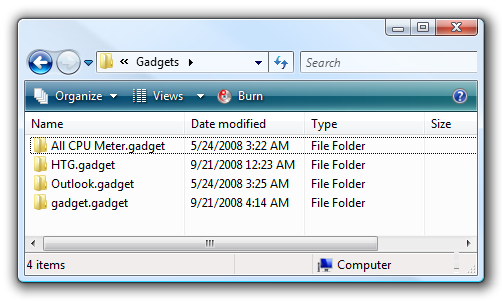 « Gadgets
Search
Organize Views Burn
Name Date modified Type Size
All CPU Meter.gadget 5/24/2008 3:22 AM File Folder
HTG.gadget 9/21/2008 12:23 AM File Folder
Outlook.gadget 5/24/2008 3:25 AM File Folder
gadget.gadget 9/21/2008 4:14 AM File Folder
4 items Computer